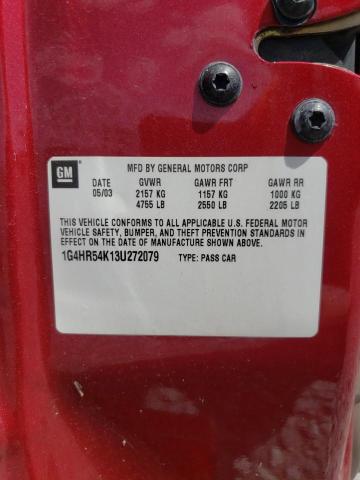 GM
MFD BY GENERAL MOTORS CORP
DATE GVWR GAWR FRT GAWR RR
05/03 2157 KG 1157 KG 1000 KG
4755 LB 2550 LB 2205 LB
THIS VEHICLE CONFORMS TO ALL APPLICABLE U.S. FEDERAL MOTOR
VEHICLE SAFETY, BUMPER, AND THEFT PREVENTION STANDARDS IN
EFFECT ON THE DATE OF MANUFACTURE SHOWN ABOVE.
1G4HR54K13U272079 TYPE: PASS CAR